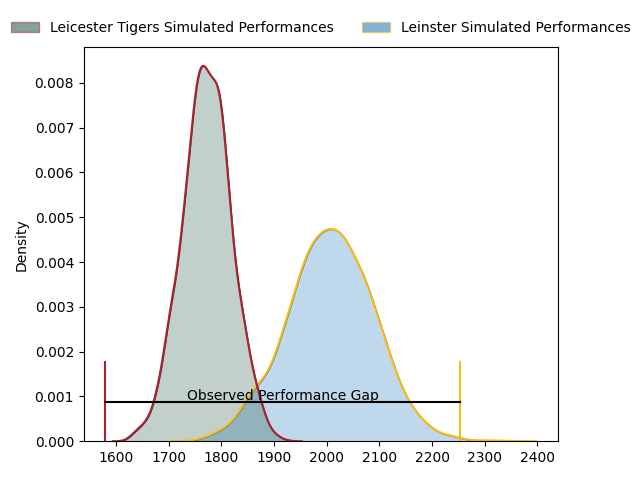 Leicester Tigers Simulated Performances
Leinster Simulated Performances
Density
0.008
0.007
0.006
0.005
0.004
0.003
0.002
0.001
0.000
Observed Performance Gap
1600 1700 1800 1900 2000 2100 2200 2300 2400